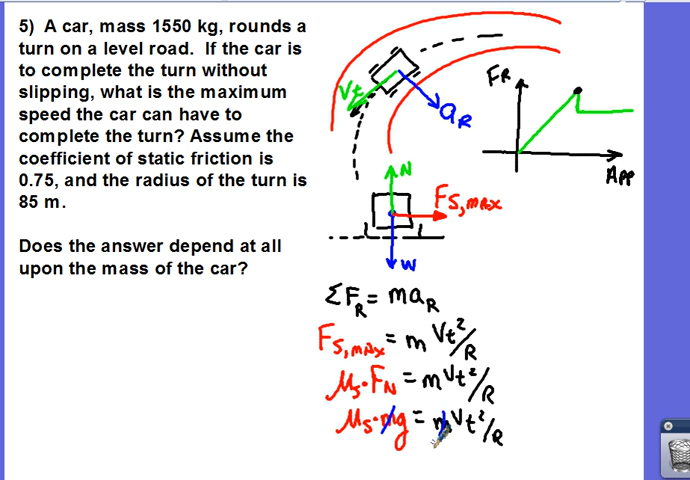 5) A car, mass 1550 kg, rounds a
turn on a level road. If the car is
to complete the turn without
slipping, what is the maximum
speed the car can have to
complete the turn? Assume the
coefficient of static friction is
0.75, and the radius of the turn is
85 m.
Does the answer depend at all
upon the mass of the car?
Vt
aR
FR
APP
N
Fs,max
W
ΣFR = maR
Fs,max = m Vt²/R
μs·FN = m Vt²/R
μs·mg = m Vt²/R